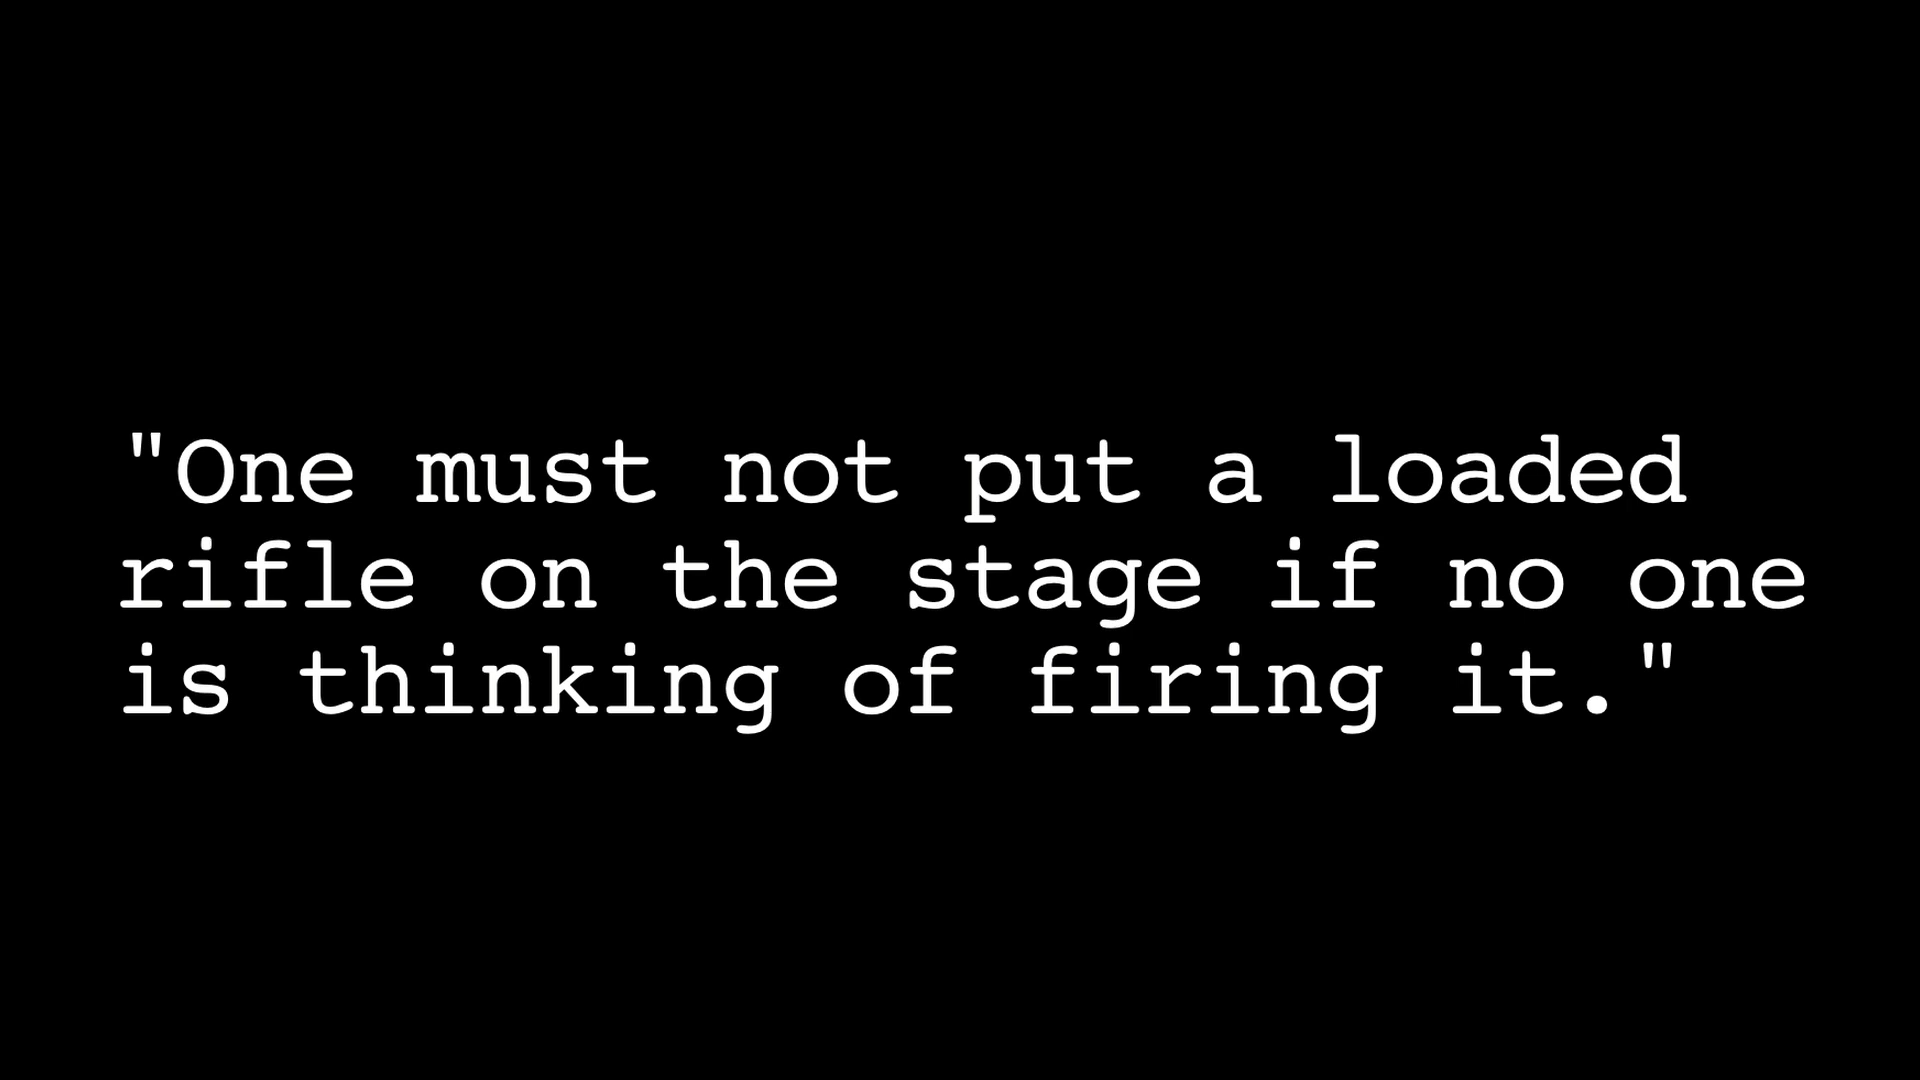 "One must not put a loaded
rifle on the stage if no one
is thinking of firing it."